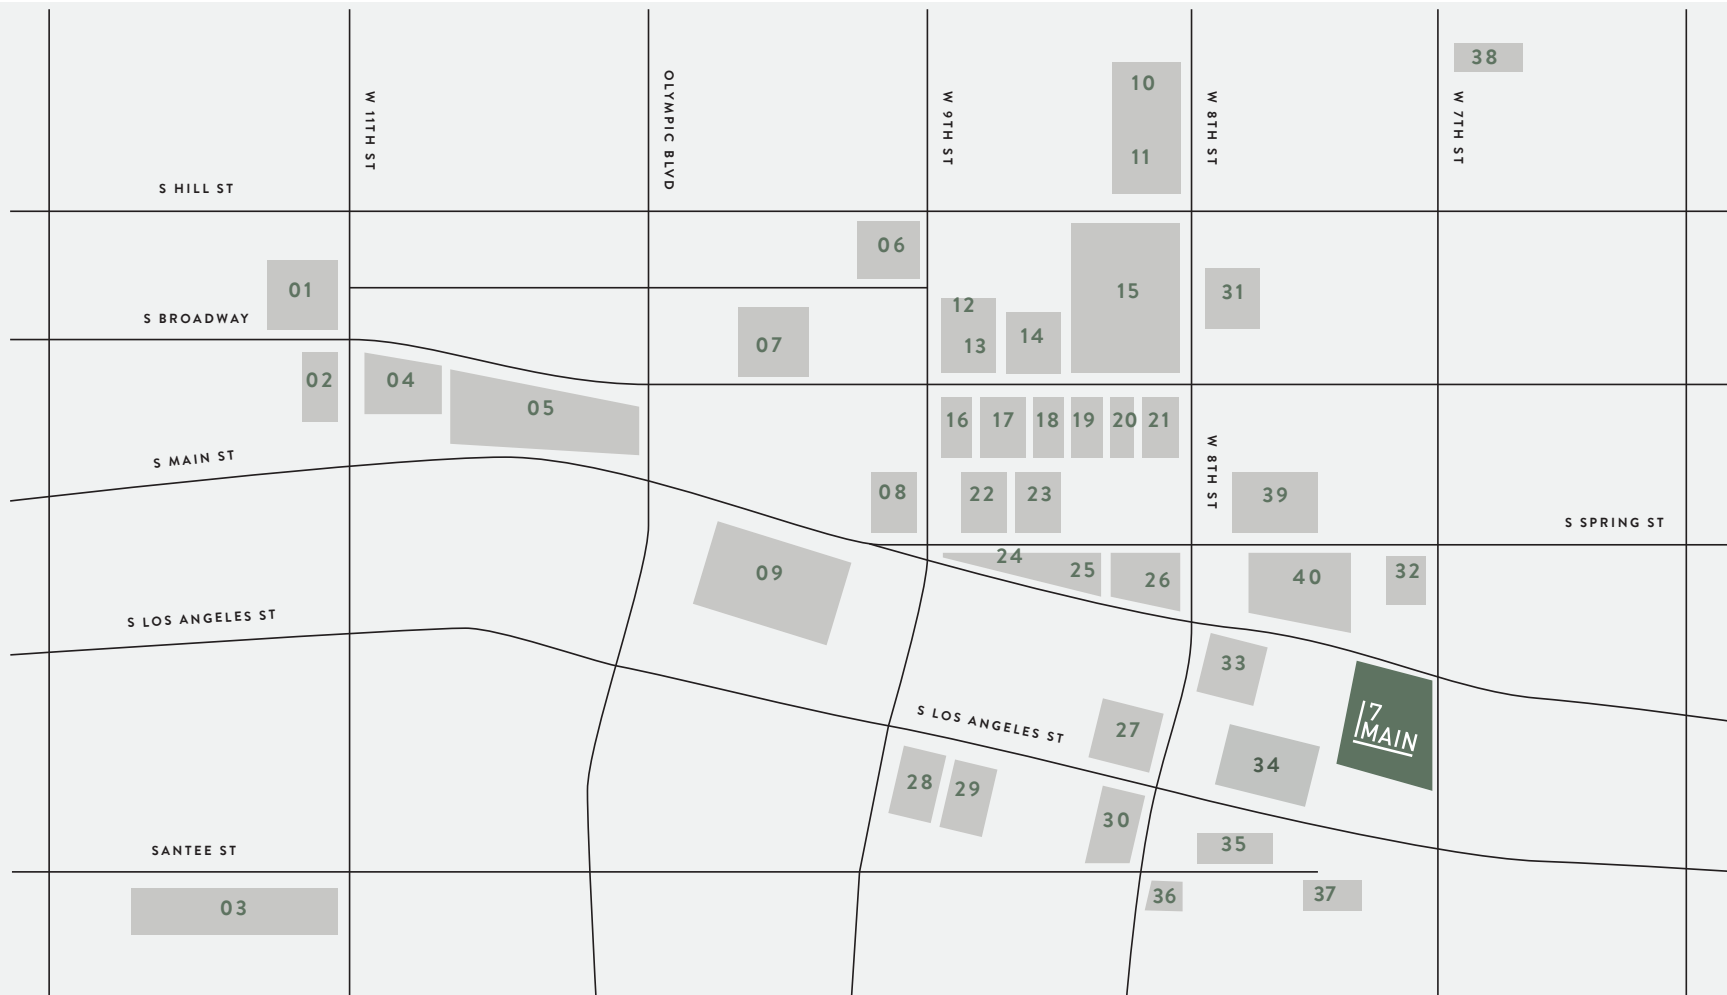 38
10
W 11TH ST
OLYMPIC BLVD
W 9TH ST
W 8TH ST
W 7TH ST
11
S HILL ST
06
01
15
31
12
S BROADWAY
14
07
13
02
04
05
16
17
18
19
20
21
S MAIN ST
W 8TH ST
08
22
23
39
S SPRING ST
24
09
25
26
40
32
S LOS ANGELES ST
33
7
MAIN
S LOS ANGELES ST
27
34
28
29
30
35
SANTEE ST
36
37
03